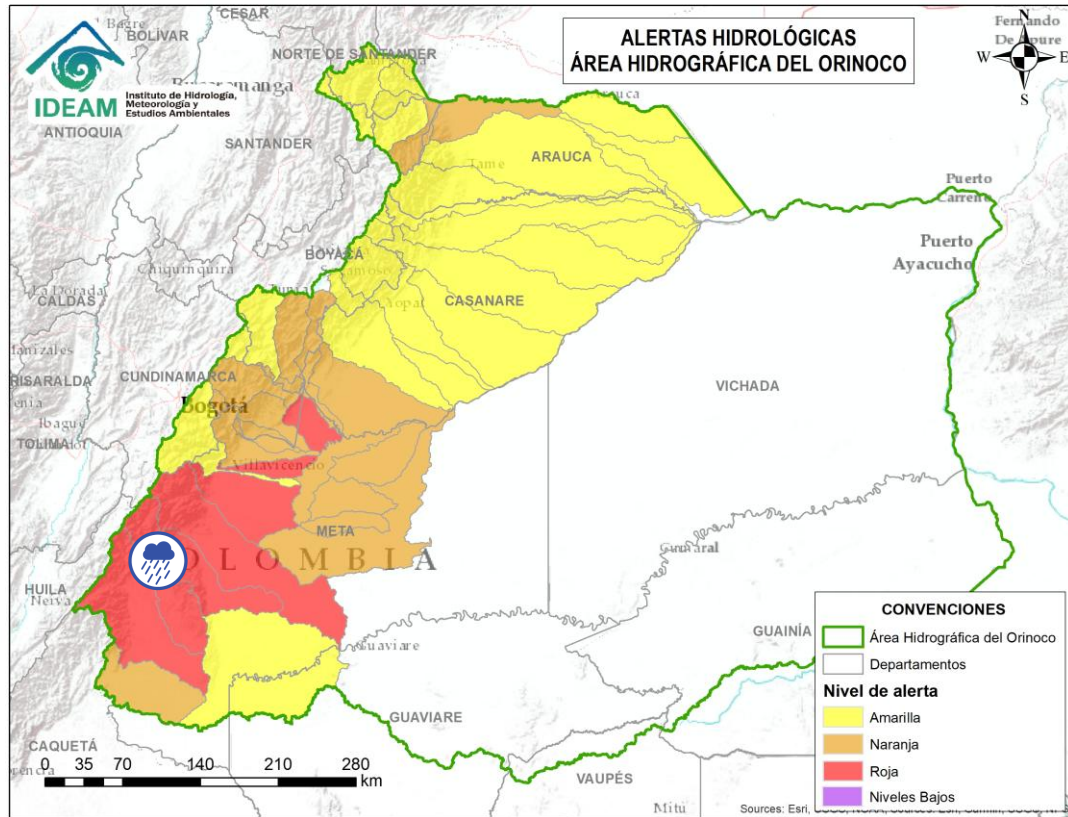 ALERTAS HIDROLÓGICAS
ÁREA HIDROGRÁFICA DEL ORINOCO
IDEAM
Instituto de Hidrología,
Meteorología y
Estudios Ambientales
N
W E
S
Fernando
De Apure
CESAR
BOLÍVAR
NORTE DE SANTANDER
ANTIOQUIA
SANTANDER
ARAUCA
Tame
Puerto
Carreño
Puerto
Ayacucho
BOYACÁ
Chiquinquira
La Dorada
CALDAS
Yopal
CASANARE
CUNDINAMARCA
RISARALDA
VICHADA
Bogotá
Ibagué
TOLIMA
Villavicencio
META
COLOMBIA
HUILA
Neiva
Guaviare
GUAINÍA
GUAVIARE
CAQUETÁ
VAUPÉS
Mitú
0 35 70 140 210 280
km
CONVENCIONES
Área Hidrográfica del Orinoco
Departamentos
Nivel de alerta
Amarilla
Naranja
Roja
Niveles Bajos
Sources: Esri,